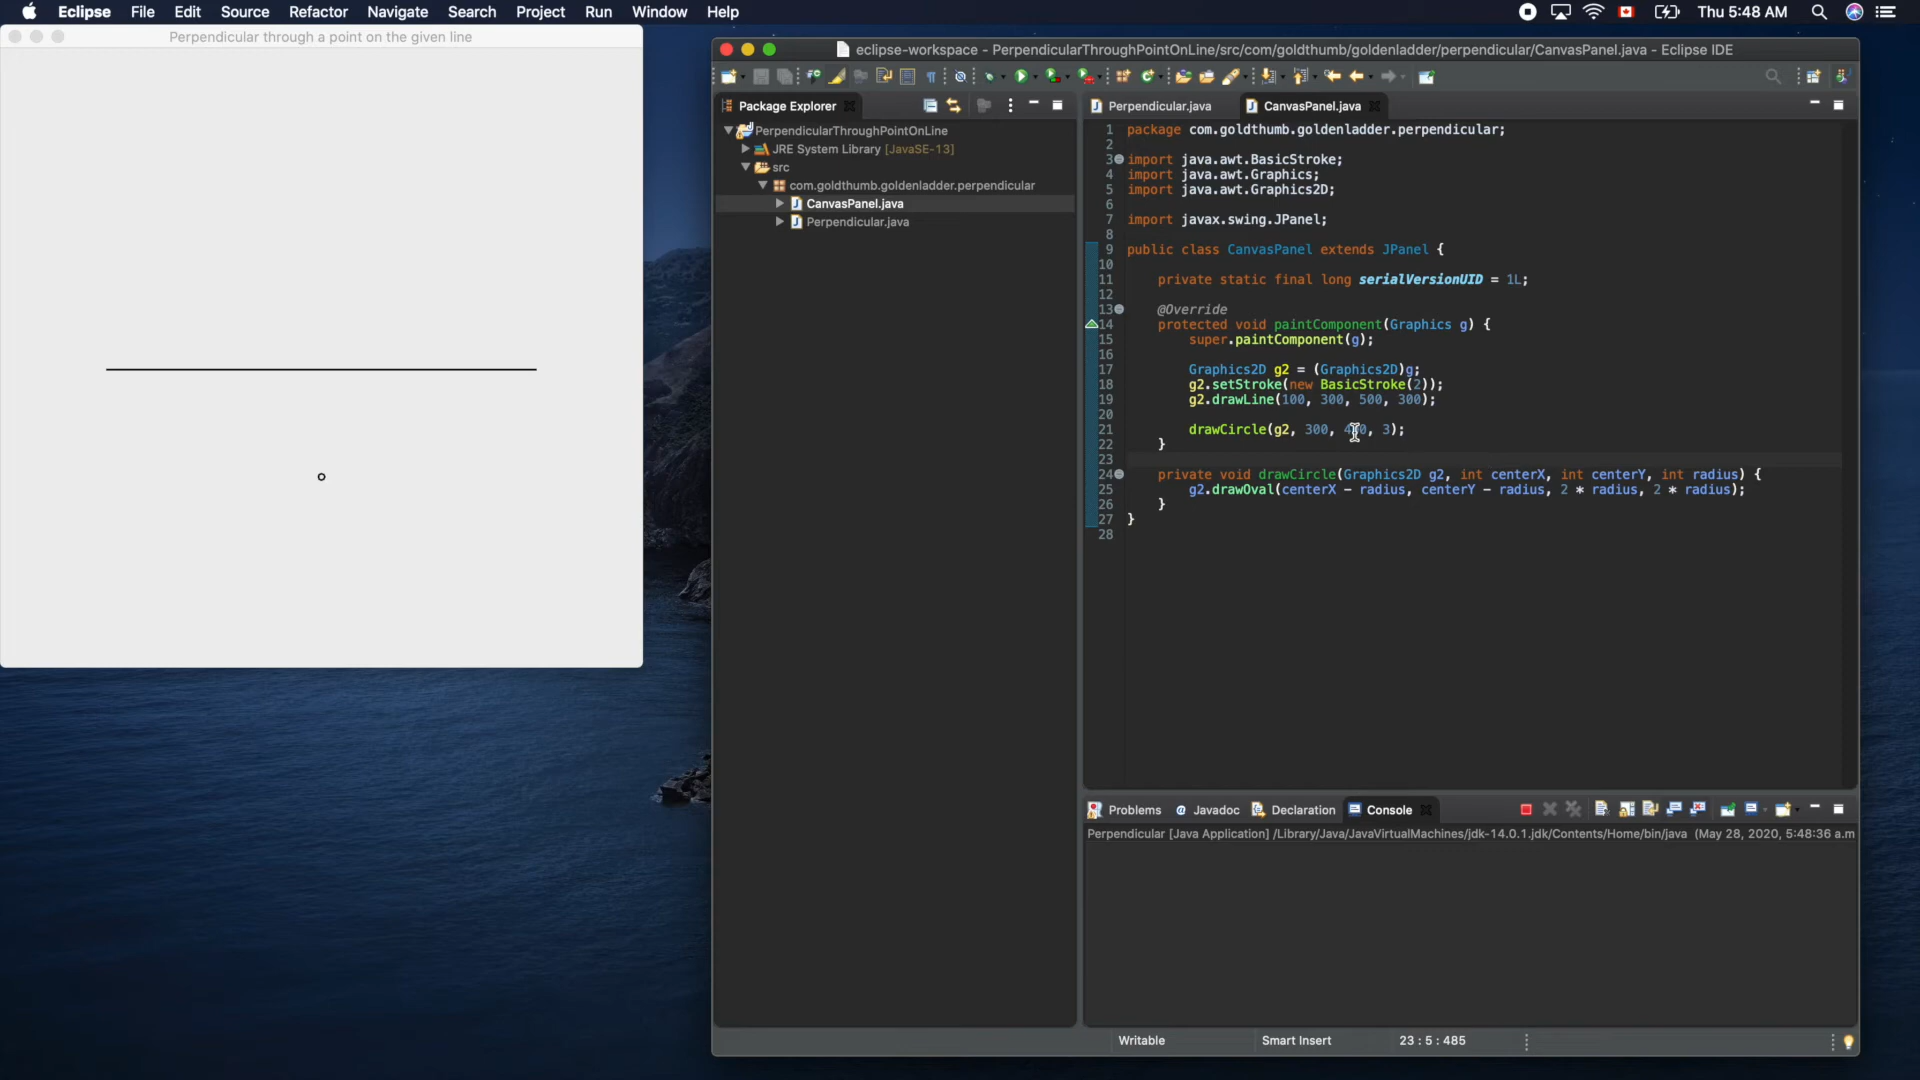 Eclipse File Edit Source Refactor Navigate Search Project Run Window Help Thu 5:48 AM
Perpendicular through a point on the given line
eclipse-workspace - PerpendicularThroughPointOnLine/src/com/goldthumb/goldenladder/perpendicular/CanvasPanel.java - Eclipse IDE
Package Explorer
PerpendicularThroughPointOnLine
JRE System Library [JavaSE-13]
src
com.goldthumb.goldenladder.perpendicular
CanvasPanel.java
Perpendicular.java
Perpendicular.java CanvasPanel.java
1 package com.goldthumb.goldenladder.perpendicular;
2
3 import java.awt.BasicStroke;
4 import java.awt.Graphics;
5 import java.awt.Graphics2D;
6
7 import javax.swing.JPanel;
8
9 public class CanvasPanel extends JPanel {
10
11 private static final long serialVersionUID = 1L;
12
13 @Override
14 protected void paintComponent(Graphics g) {
15 super.paintComponent(g);
16
17 Graphics2D g2 = (Graphics2D)g;
18 g2.setStroke(new BasicStroke(2));
19 g2.drawLine(100, 300, 500, 300);
20
21 drawCircle(g2, 300, 400, 3);
22 }
23
24 private void drawCircle(Graphics2D g2, int centerX, int centerY, int radius) {
25 g2.drawOval(centerX - radius, centerY - radius, 2 * radius, 2 * radius);
26 }
27 }
28
Problems @ Javadoc Declaration Console
Perpendicular [Java Application] /Library/Java/JavaVirtualMachines/jdk-14.0.1.jdk/Contents/Home/bin/java (May 28, 2020, 5:48:36 a.m
Writable Smart Insert 23 : 5 : 485